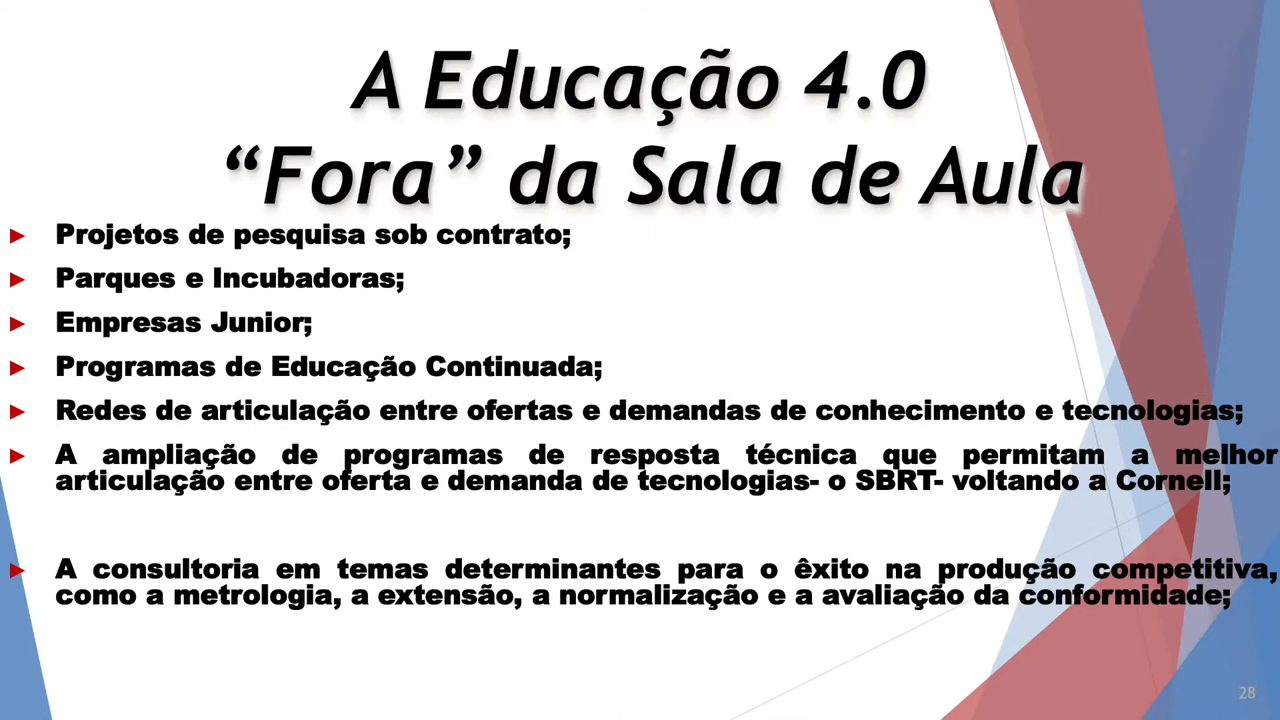 A Educação 4.0
“Fora” da Sala de Aula
► Projetos de pesquisa sob contrato;
► Parques e Incubadoras;
► Empresas Junior;
► Programas de Educação Continuada;
► Redes de articulação entre ofertas e demandas de conhecimento e tecnologias;
► A ampliação de programas de resposta técnica que permitam a melhor
articulação entre oferta e demanda de tecnologias- o SBRT- voltando a Cornell;
► A consultoria em temas determinantes para o êxito na produção competitiva,
como a metrologia, a extensão, a normalização e a avaliação da conformidade;
28